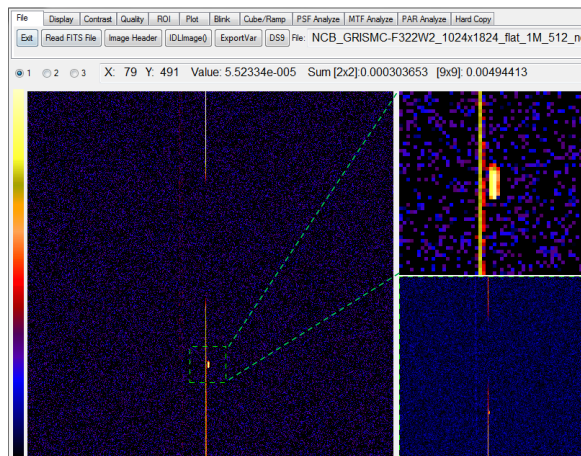 File Display Contrast Quality ROI Plot Blink Cube/Ramp PSF Analyze MTF Analyze PAR Analyze Hard Copy
Exit Read FITS File Image Header IDLImage() ExportVar DS9 File: NCB_GRISMC-F322W2_1024x1824_flat_1M_512_n
1 2 3 X: 79 Y: 491 Value: 5.52334e-005 Sum [2x2]:0.000303653 [9x9]: 0.00494413